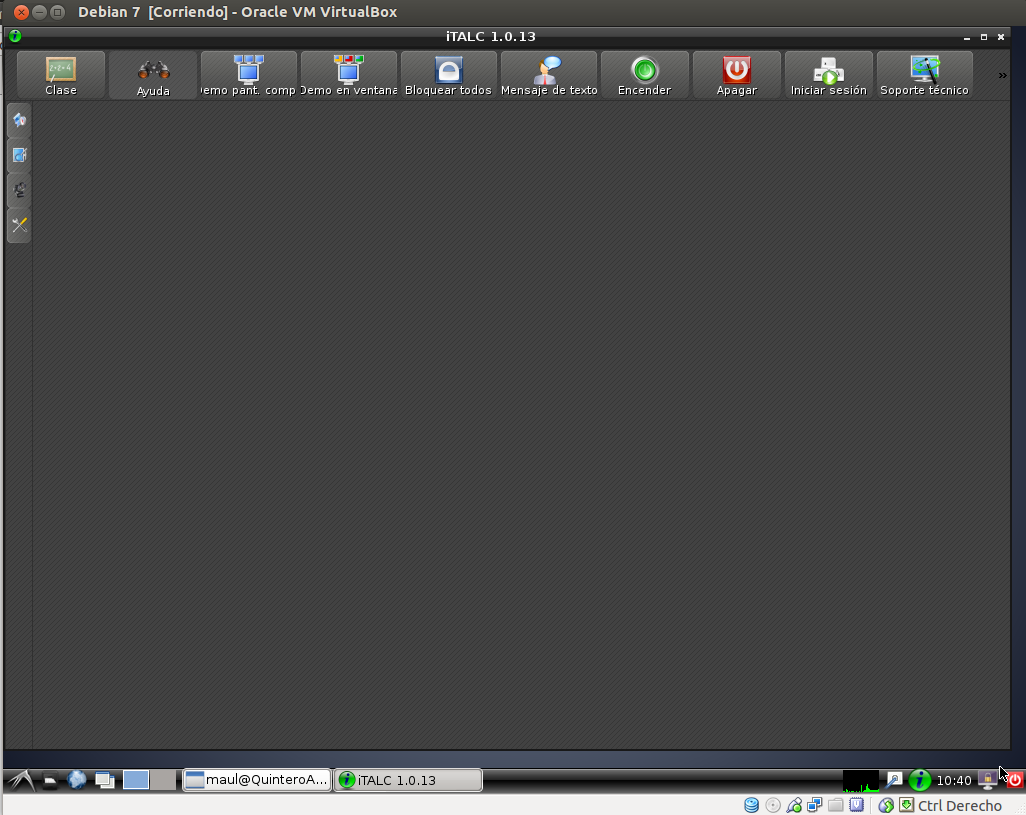 Debian 7 [Corriendo] - Oracle VM VirtualBox
iTALC 1.0.13
Clase
Ayuda
emo pant. comp
Demo en ventana
Bloquear todos
Mensaje de texto
Encender
Apagar
Iniciar sesión
Soporte técnico
»
maul@QuinteroA...
iTALC 1.0.13
10:40
Ctrl Derecho